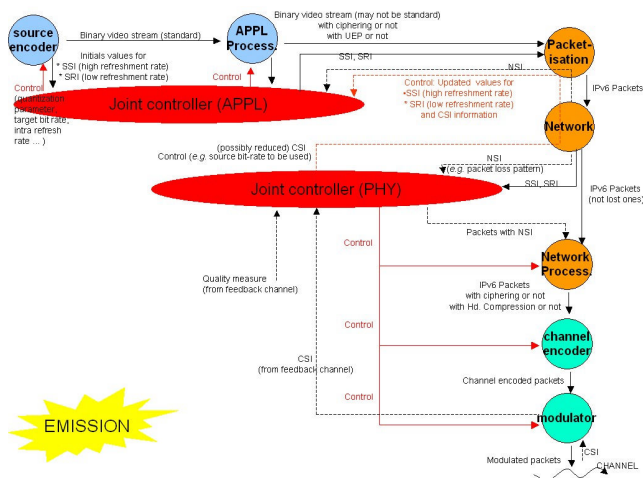 source
encoder
Binary video stream (standard)
APPL
Process.
Binary video stream (may not be standard)
with ciphering or not
with UEP or not
Packet-
isation
Initials values for
* SSI (high refreshment rate)
* SRI (low refreshment rate)
SSI, SRI
NSI
Control
(quantization
parameter,
target bit rate,
intra refresh
rate ... )
Control
Joint controller (APPL)
Control: Updated values for
•SSI (high refreshment rate)
* SRI (low refreshment rate)
and CSI information
IPv6 Packets
Network
(possibly reduced) CSI
Control (e.g. source bit-rate to be used)
NSI
(e.g. packet loss pattern)
Joint controller (PHY)
SSI, SRI
IPv6 Packets
(not lost ones)
Packets with NSI
Control
Network
Process.
Quality measure
(from feedback channel)
IPv6 Packets
with ciphering or not
with Hd. Compression or not
Control
channel
encoder
CSI
(from feedback channel)
Channel encoded packets
Control
modulator
EMISSION
Modulated packets
CSI
CHANNEL